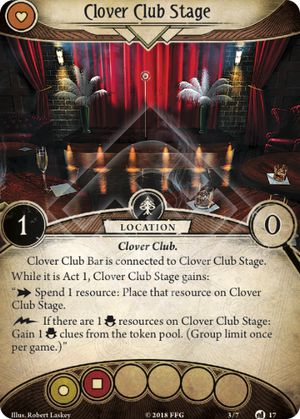 Clover Club Stage
1
LOCATION
0
Clover Club.
Clover Club Bar is connected to Clover Club Stage.
While it is Act 1, Clover Club Stage gains:
“ Spend 1 resource: Place that resource on Clover
Club Stage.
If there are 1 resources on Clover Club Stage:
Gain 1 clues from the token pool. (Group limit once
per game.)”
Illus. Robert Laskey
© 2018 FFG
3/7
17